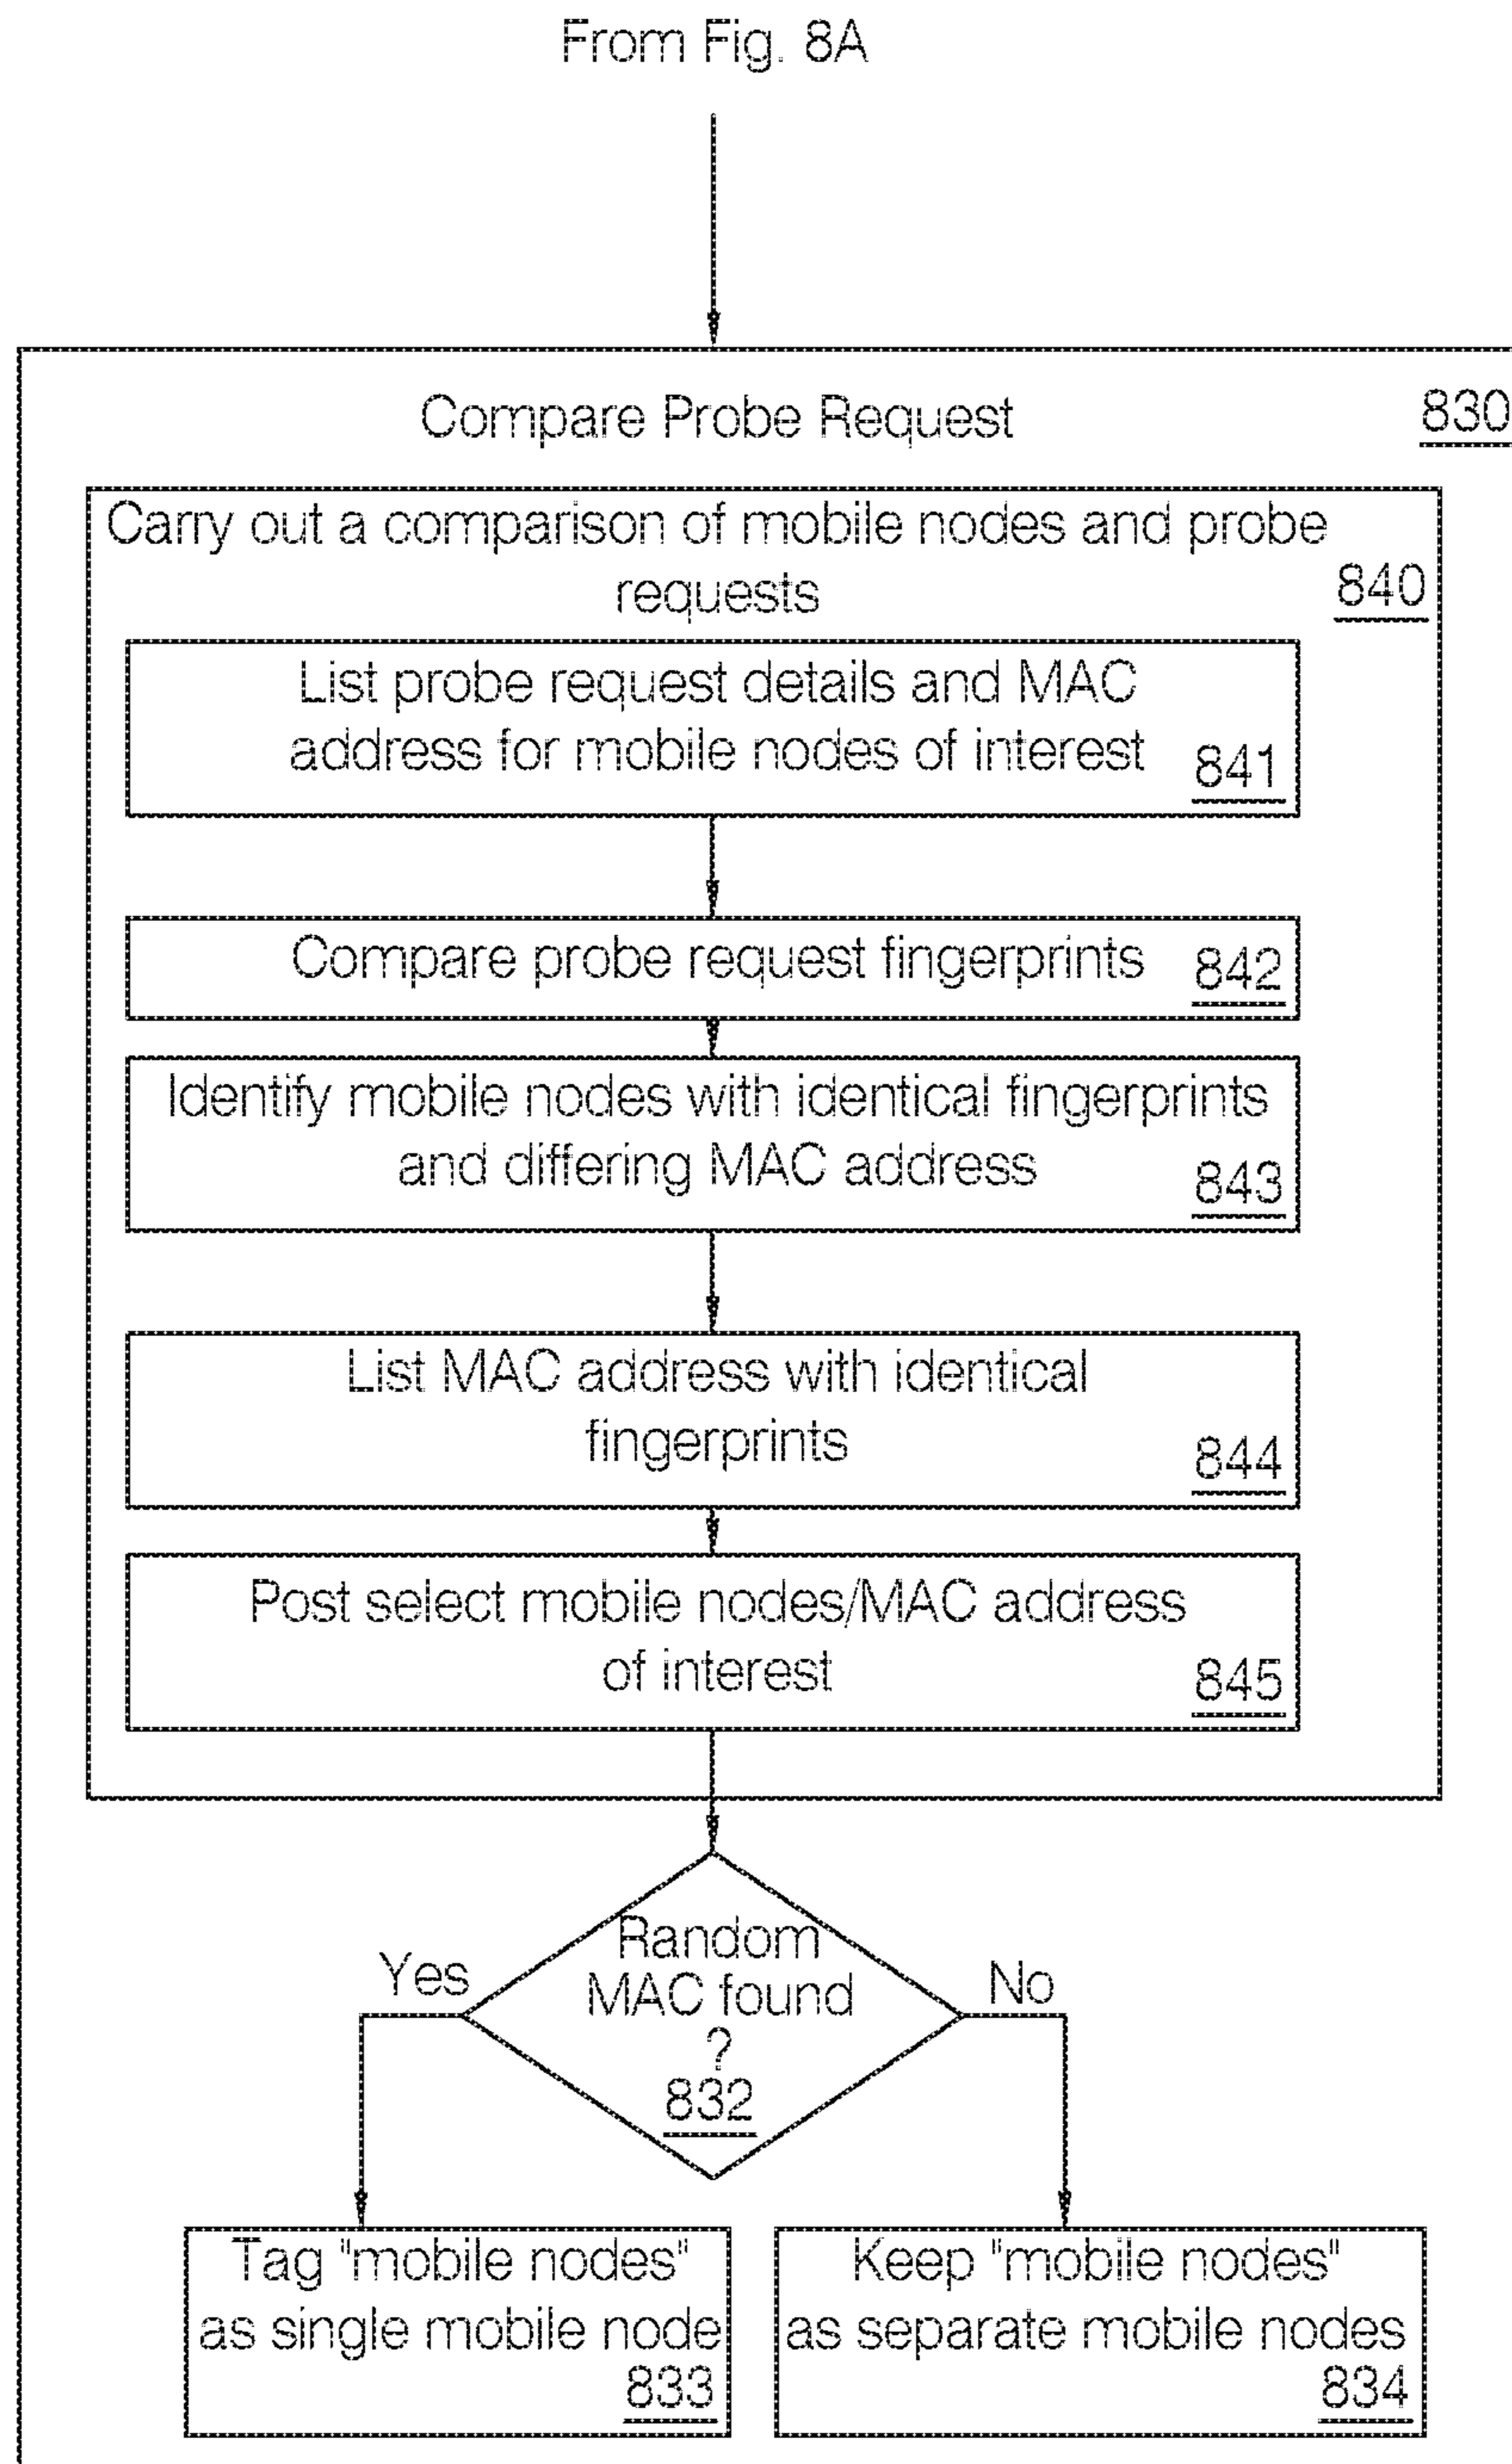 From Fig. 8A
Compare Probe Request
830
Carry out a comparison of mobile nodes and probe
requests
840
List probe request details and MAC
address for mobile nodes of interest
841
Compare probe request fingerprints
842
Identify mobile nodes with identical fingerprints
and differing MAC address
843
List MAC address with identical
fingerprints
844
Post select mobile nodes/MAC address
of interest
845
Random
MAC found
?
832
Yes
No
Tag "mobile nodes"
as single mobile node
833
Keep "mobile nodes"
as separate mobile nodes
834